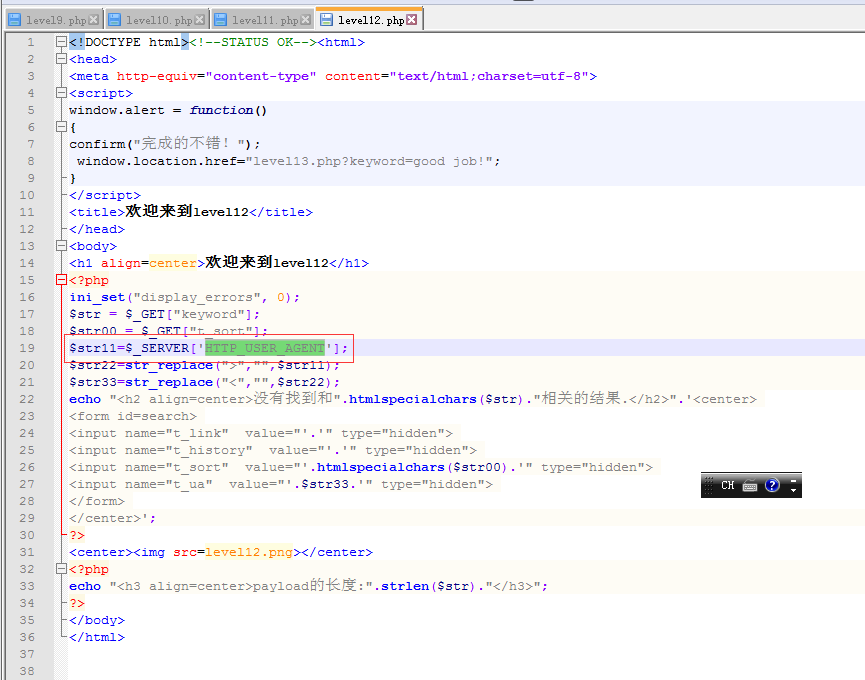 level9.php level10.php level11.php level12.php
1 <!DOCTYPE html><!--STATUS OK--><html>
2 <head>
3 <meta http-equiv="content-type" content="text/html;charset=utf-8">
4 <script>
5 window.alert = function()
6 {
7 confirm("完成的不错！");
8  window.location.href="level13.php?keyword=good job!";
9 }
10 </script>
11 <title>欢迎来到level12</title>
12 </head>
13 <body>
14 <h1 align=center>欢迎来到level12</h1>
15 <?php
16 ini_set("display_errors", 0);
17 $str = $_GET["keyword"];
18 $str00 = $_GET["t_sort"];
19 $str11=$_SERVER['HTTP_USER_AGENT'];
20 $str22=str_replace(">","",$str11);
21 $str33=str_replace("<","",$str22);
22 echo "<h2 align=center>没有找到和".htmlspecialchars($str)."相关的结果.</h2>".'<center>
23 <form id=search>
24 <input name="t_link"  value="'.'" type="hidden">
25 <input name="t_history"  value="'.'" type="hidden">
26 <input name="t_sort"  value="'.htmlspecialchars($str00).'" type="hidden">
27 <input name="t_ua"  value="'.$str33.'" type="hidden">
28 </form>
29 </center>';
30 ?>
31 <center><img src=level12.png></center>
32 <?php
33 echo "<h3 align=center>payload的长度:".strlen($str)."</h3>";
34 ?>
35 </body>
36 </html>
37
38
CH ?